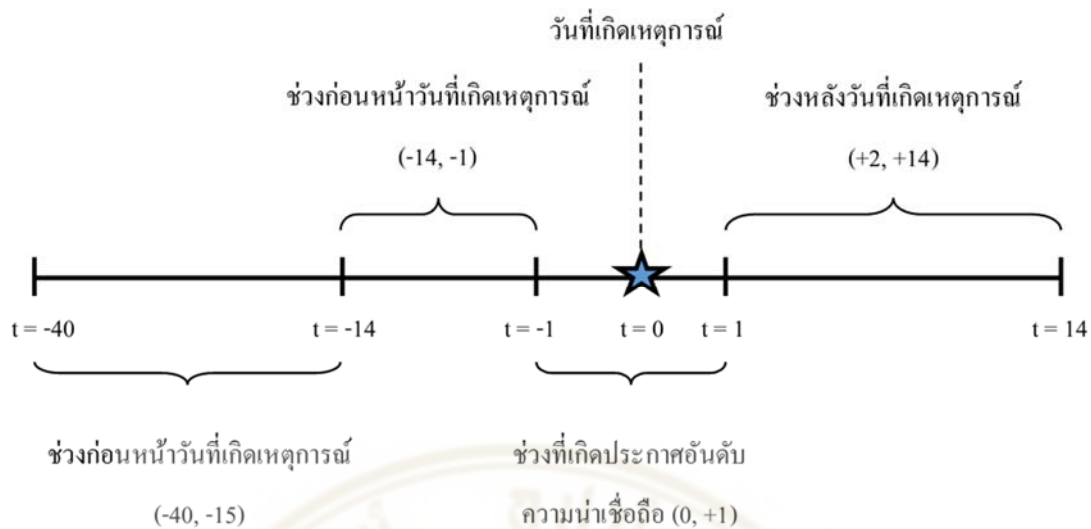 วันที่เกิดเหตุการณ์
ช่วงก่อนหน้าวันที่เกิดเหตุการณ์
(-14, -1)
ช่วงหลังวันที่เกิดเหตุการณ์
(+2, +14)
t = -40
t = -14
t = -1
t = 0
t = 1
t = 14
ช่วงก่อนหน้าวันที่เกิดเหตุการณ์
(-40, -15)
ช่วงที่เกิดประกาศอันดับ
ความน่าเชื่อถือ (0, +1)